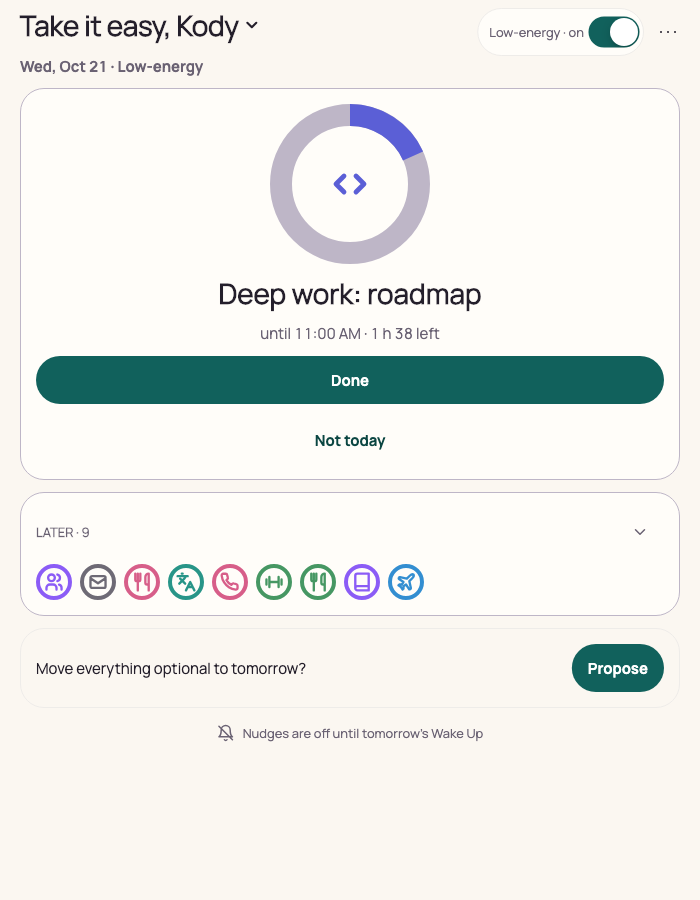 Take it easy, Kody
Low-energy · on
Wed, Oct 21 · Low-energy
Deep work: roadmap
until 11:00 AM · 1 h 38 left
Done
Not today
LATER · 9
Move everything optional to tomorrow?
Propose
Nudges are off until tomorrow's Wake Up